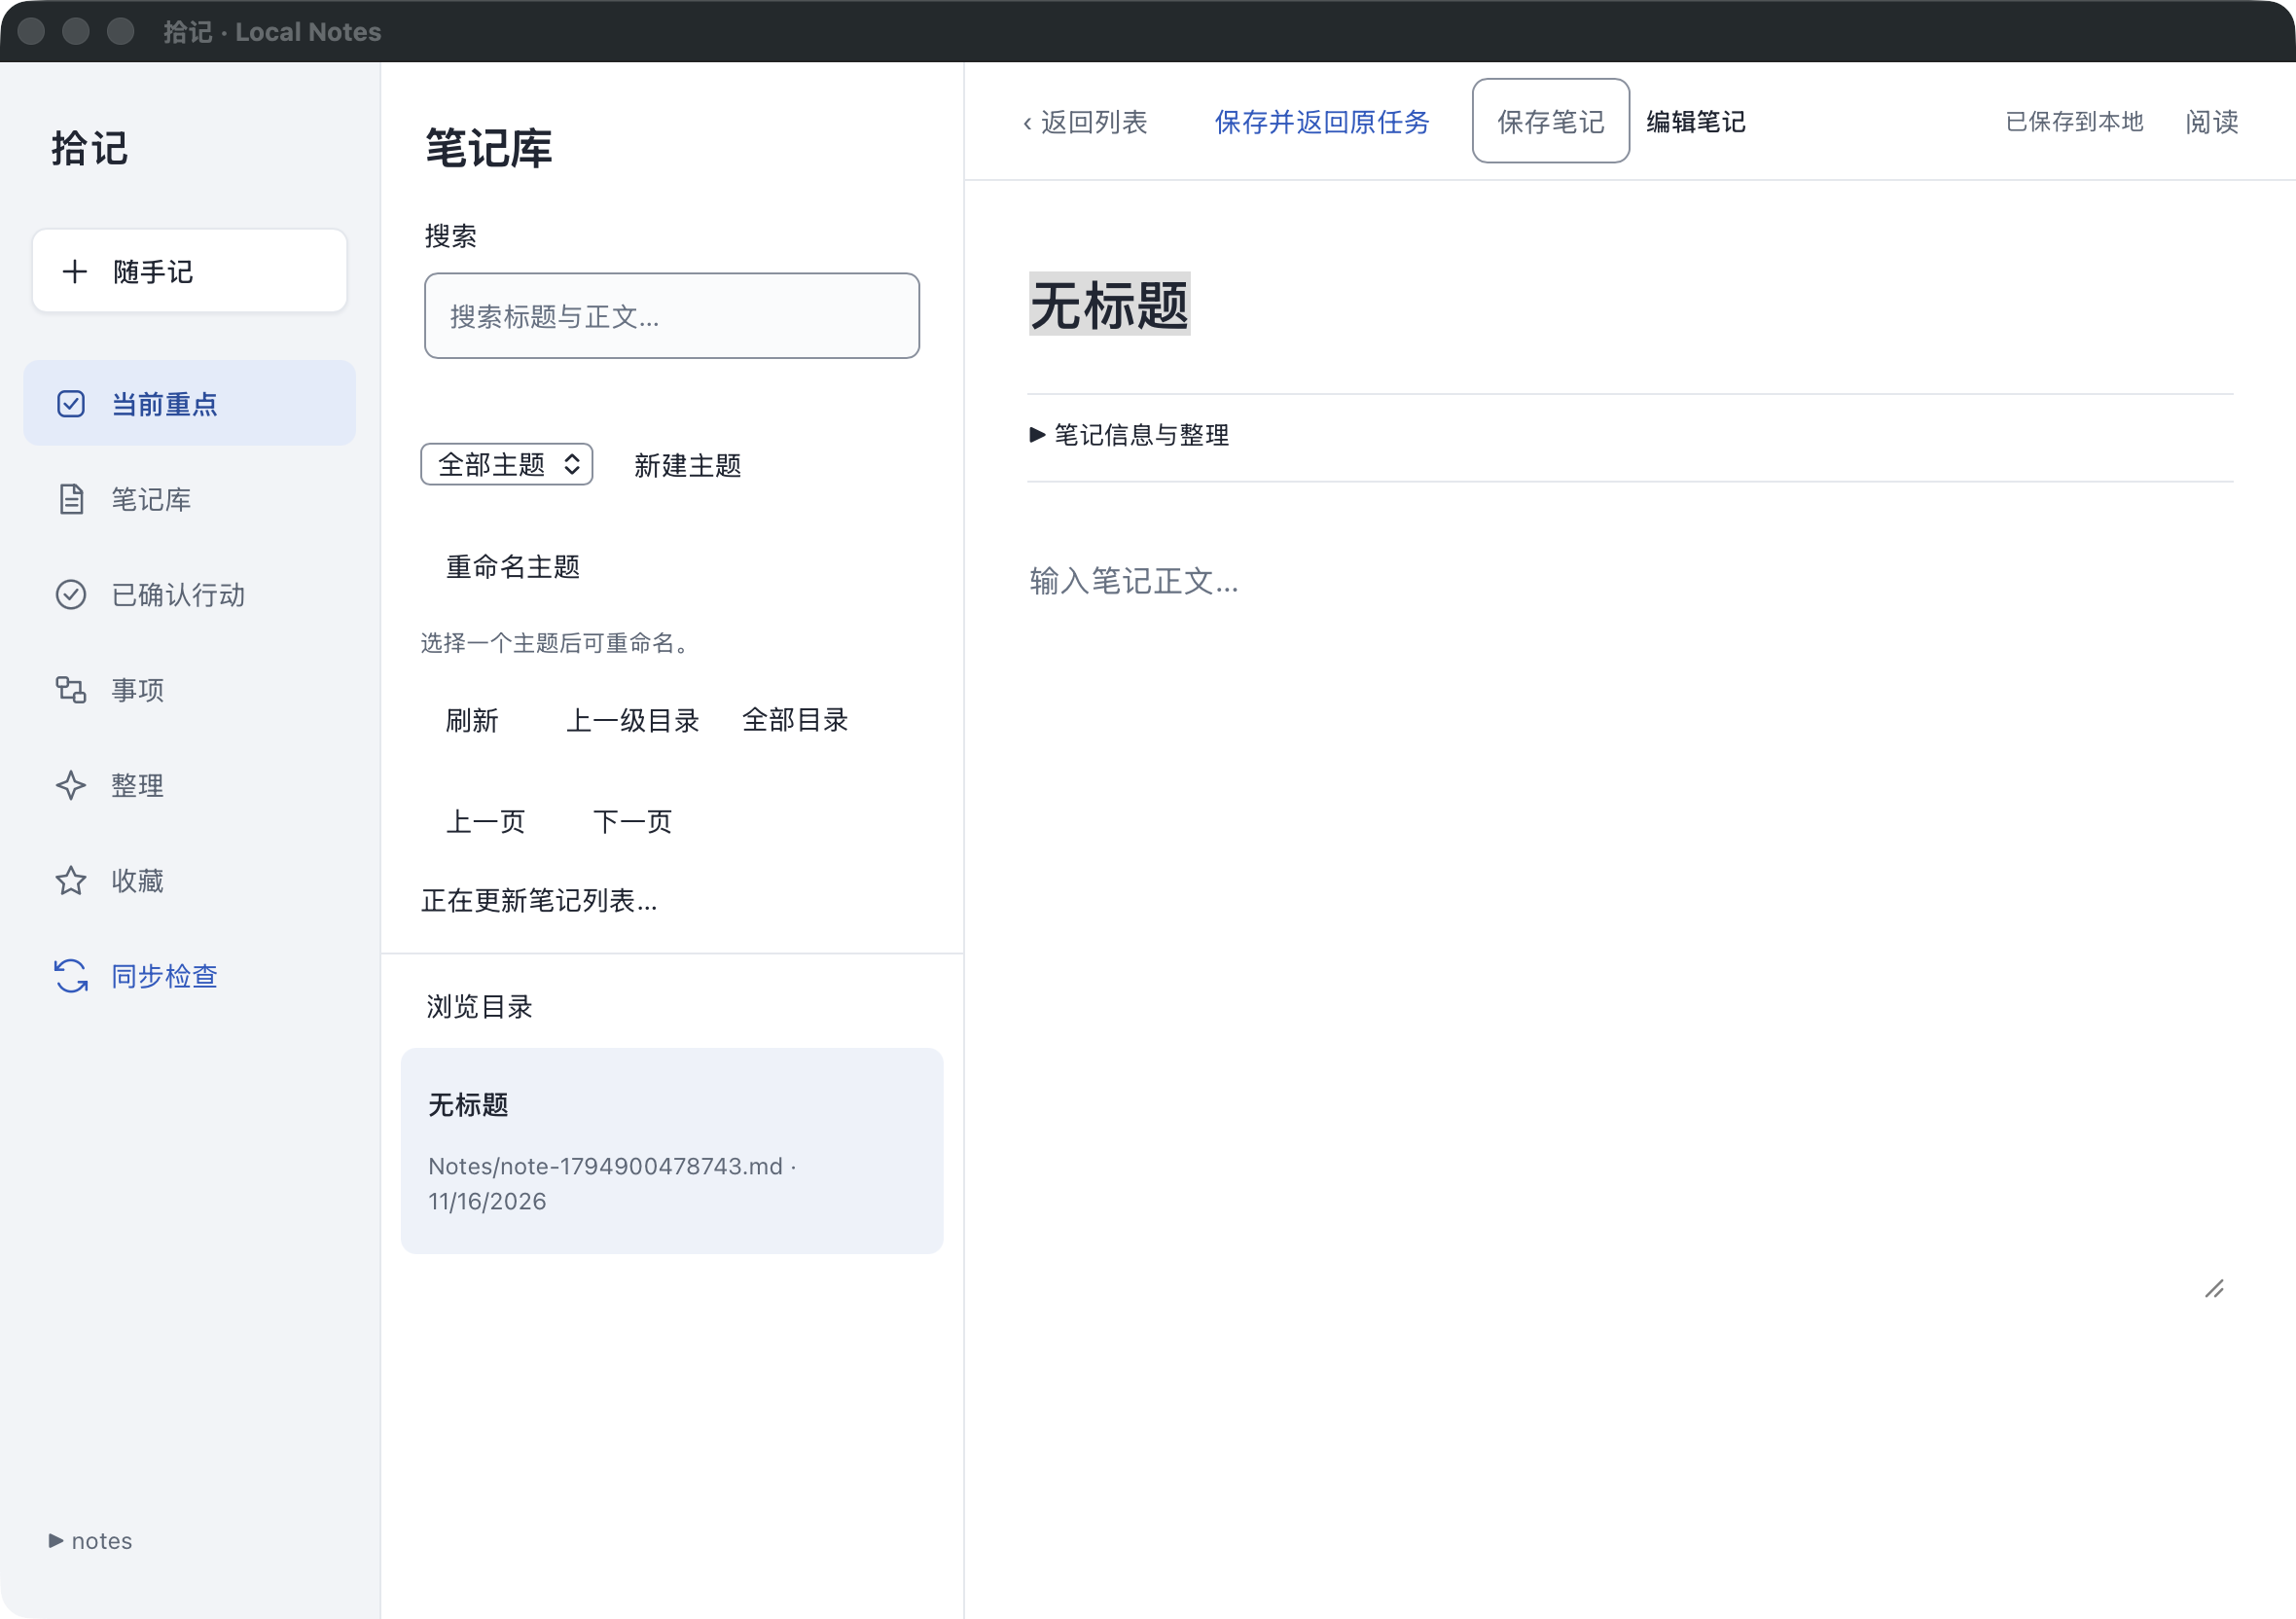 拾记 · Local Notes
拾记
随手记
当前重点
笔记库
已确认行动
事项
整理
收藏
同步检查
notes
笔记库
搜索
搜索标题与正文...
全部主题
新建主题
重命名主题
选择一个主题后可重命名。
刷新 上一级目录 全部目录
上一页 下一页
正在更新笔记列表...
浏览目录
无标题
Notes/note-1794900478743.md ·
11/16/2026
‹ 返回列表 保存并返回原任务 保存笔记 编辑笔记 已保存到本地 阅读
无标题
笔记信息与整理
输入笔记正文...